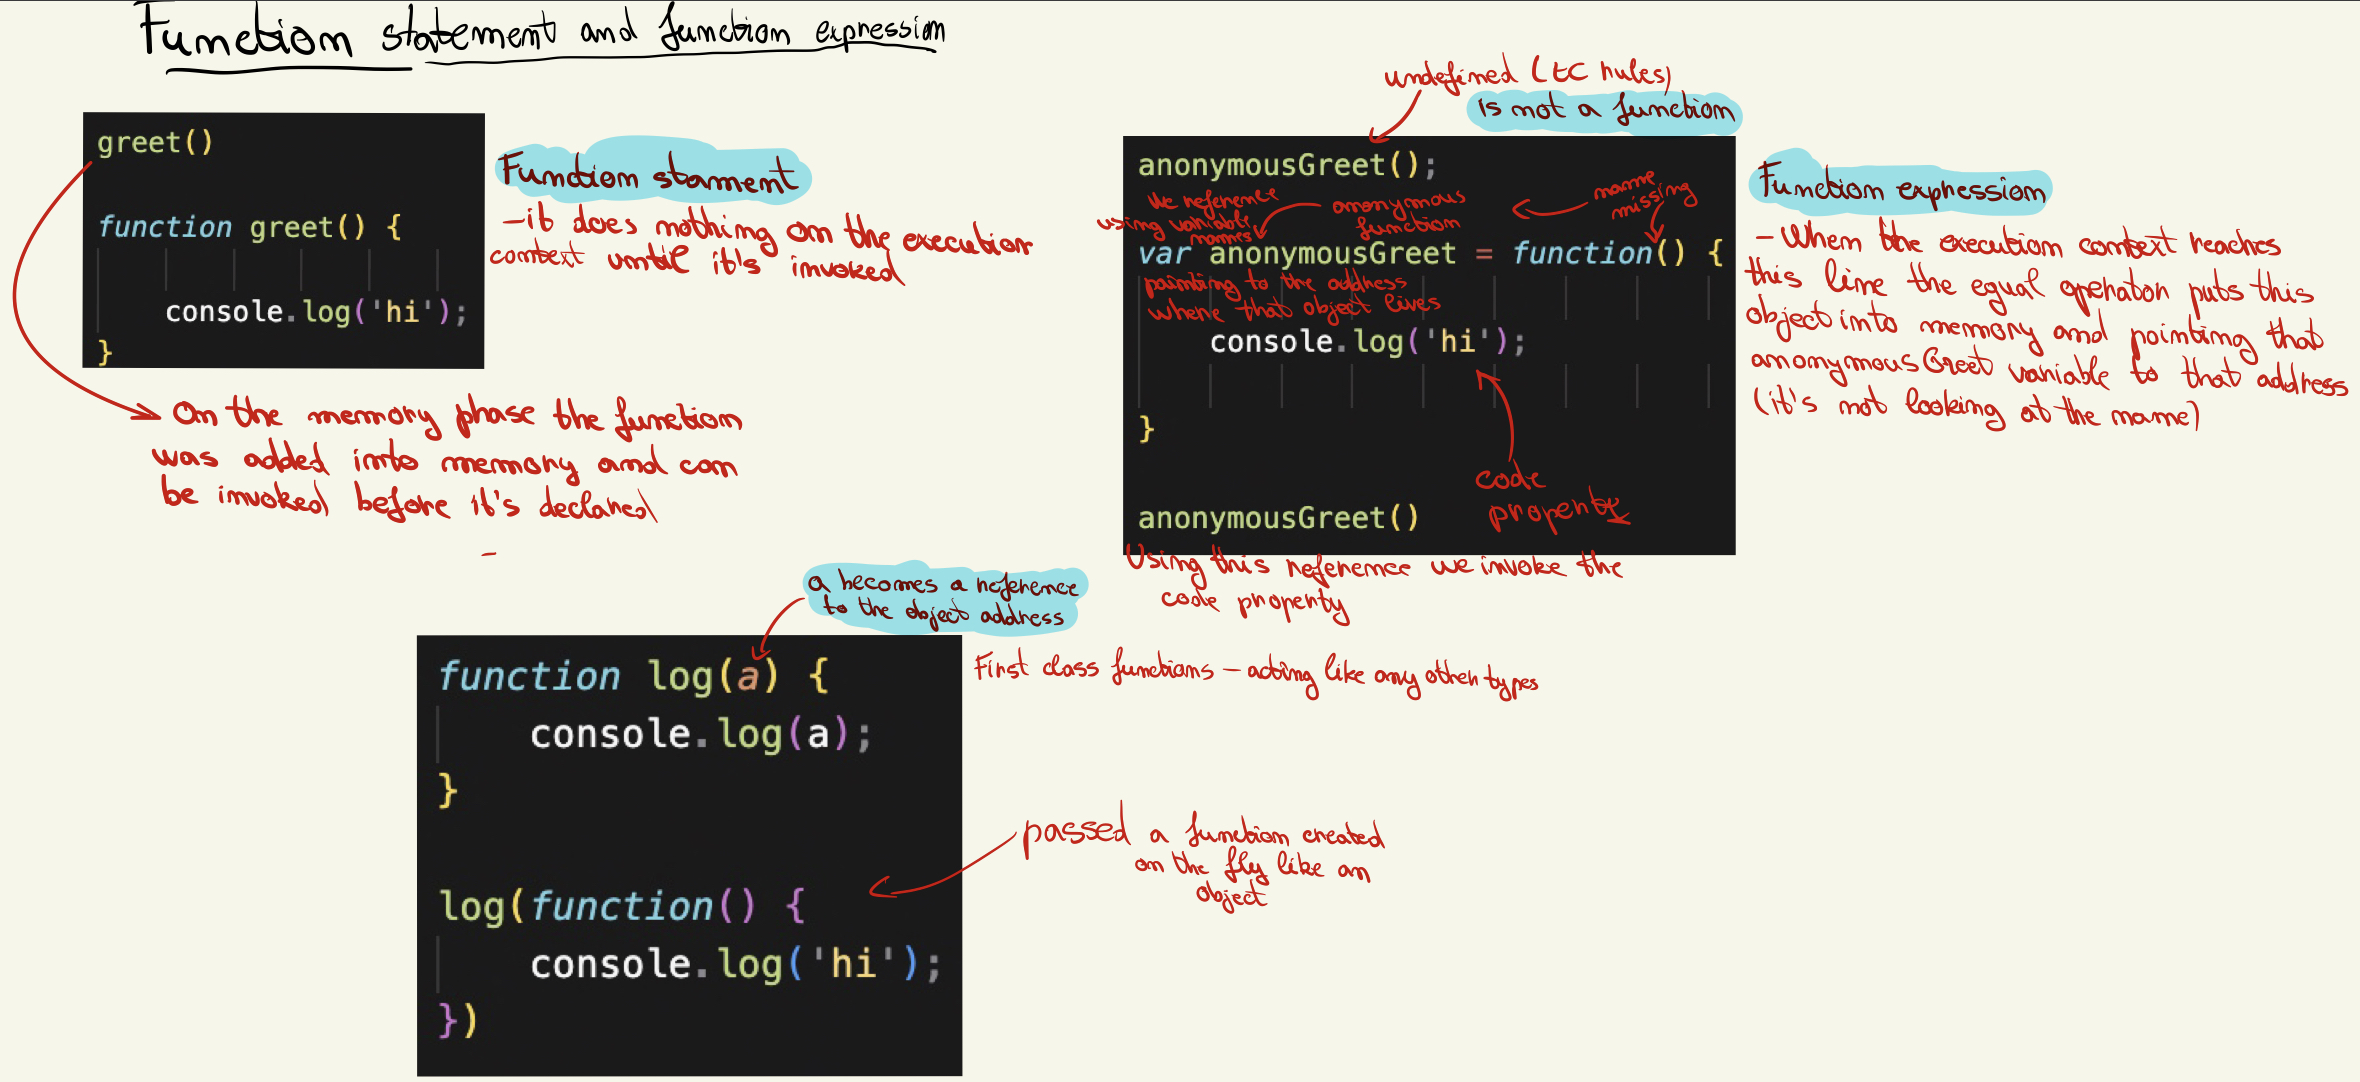 Function statement and function expression
greet()
function greet() {
console.log('hi');
}
Function stament
- it does nothing on the execution
context until it's invoked
On the memory phase the function
was added into memory and can
be invoked before it's declared
undefined (EC rules)
is not a function
anonymousGreet();
We reference
using variable
names
anonymous
function
name
missing
var anonymousGreet = function() {
pointing to the address
where that object lives
console.log('hi');
}
code
property
anonymousGreet()
Using this reference we invoke the
code property
Function expression
- When the execution context reaches
this line the equal operator puts this
object into memory and pointing that
anonymousGreet variable to that address
(it's not looking at the name)
a becomes a reference
to the object address
function log(a) {
console.log(a);
}
log(function() {
console.log('hi');
})
First class functions - acting like any other types
passed a function created
on the fly like an
object